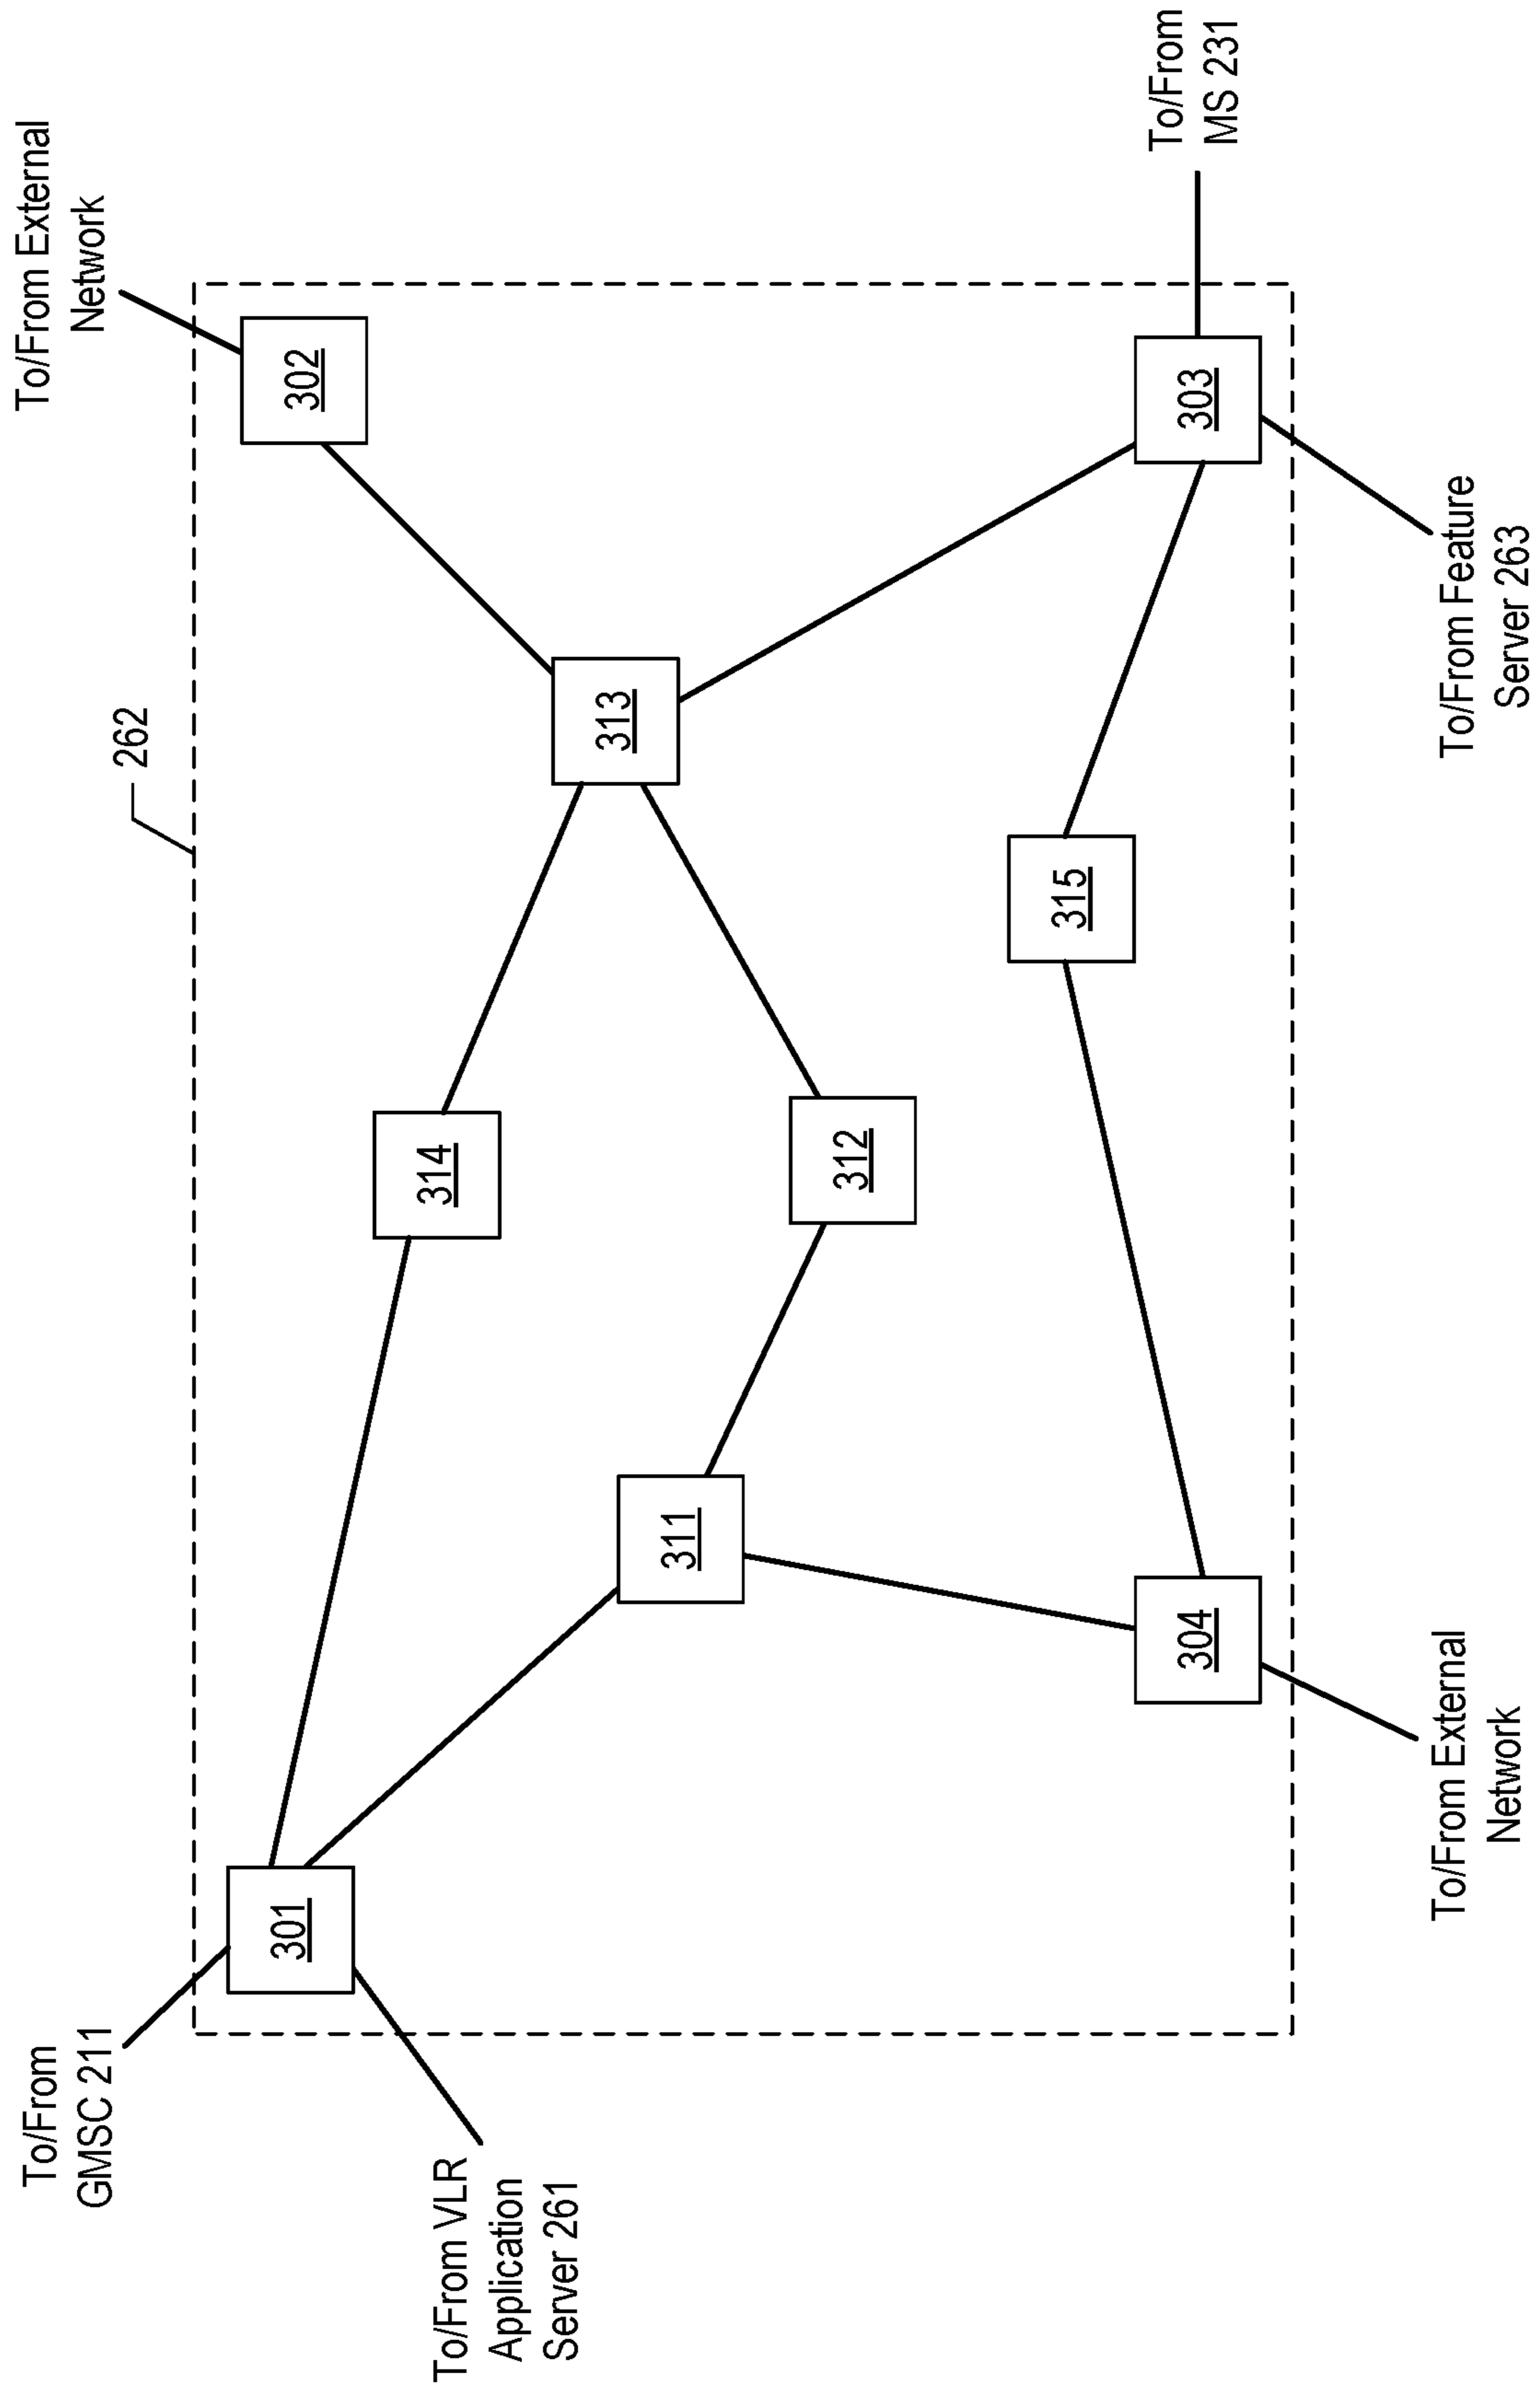 To/From
GMSC 211
To/From VLR
Application
Server 261
262
To/From External
Network
301
302
314
313
311
312
315
304
303
To/From External
Network
To/From Feature
Server 263
To/From
MS 231